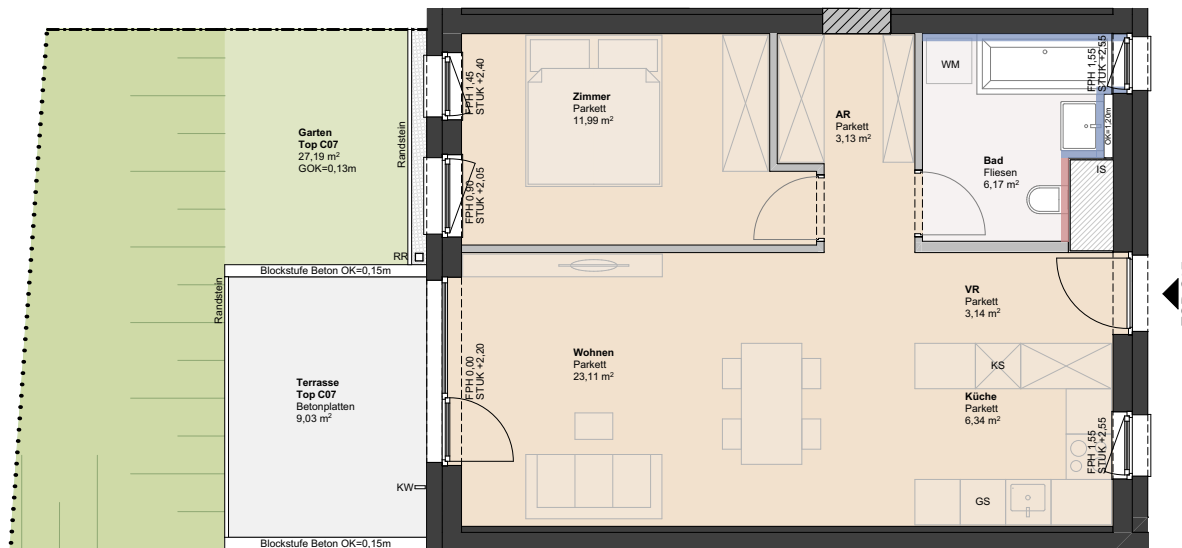 Garten
Top C07
27,19 m²
GOK=0,13m
Randstein
RR
Blockstufe Beton OK=0,15m
Randstein
Terrasse
Top C07
Betonplatten
9,03 m²
KW
Blockstufe Beton OK=0,15m
FPH 1,45
STUK +2,40
FPH 0,90
STUK +2,05
FPH 0,00
STUK +2,20
Zimmer
Parkett
11,99 m²
AR
Parkett
3,13 m²
WM
Bad
Fliesen
6,17 m²
FPH 1,55
STUK +2,55
OK=1,20m
IS
VR
Parkett
3,14 m²
Wohnen
Parkett
23,11 m²
KS
Küche
Parkett
6,34 m²
FPH 1,55
STUK +2,55
GS